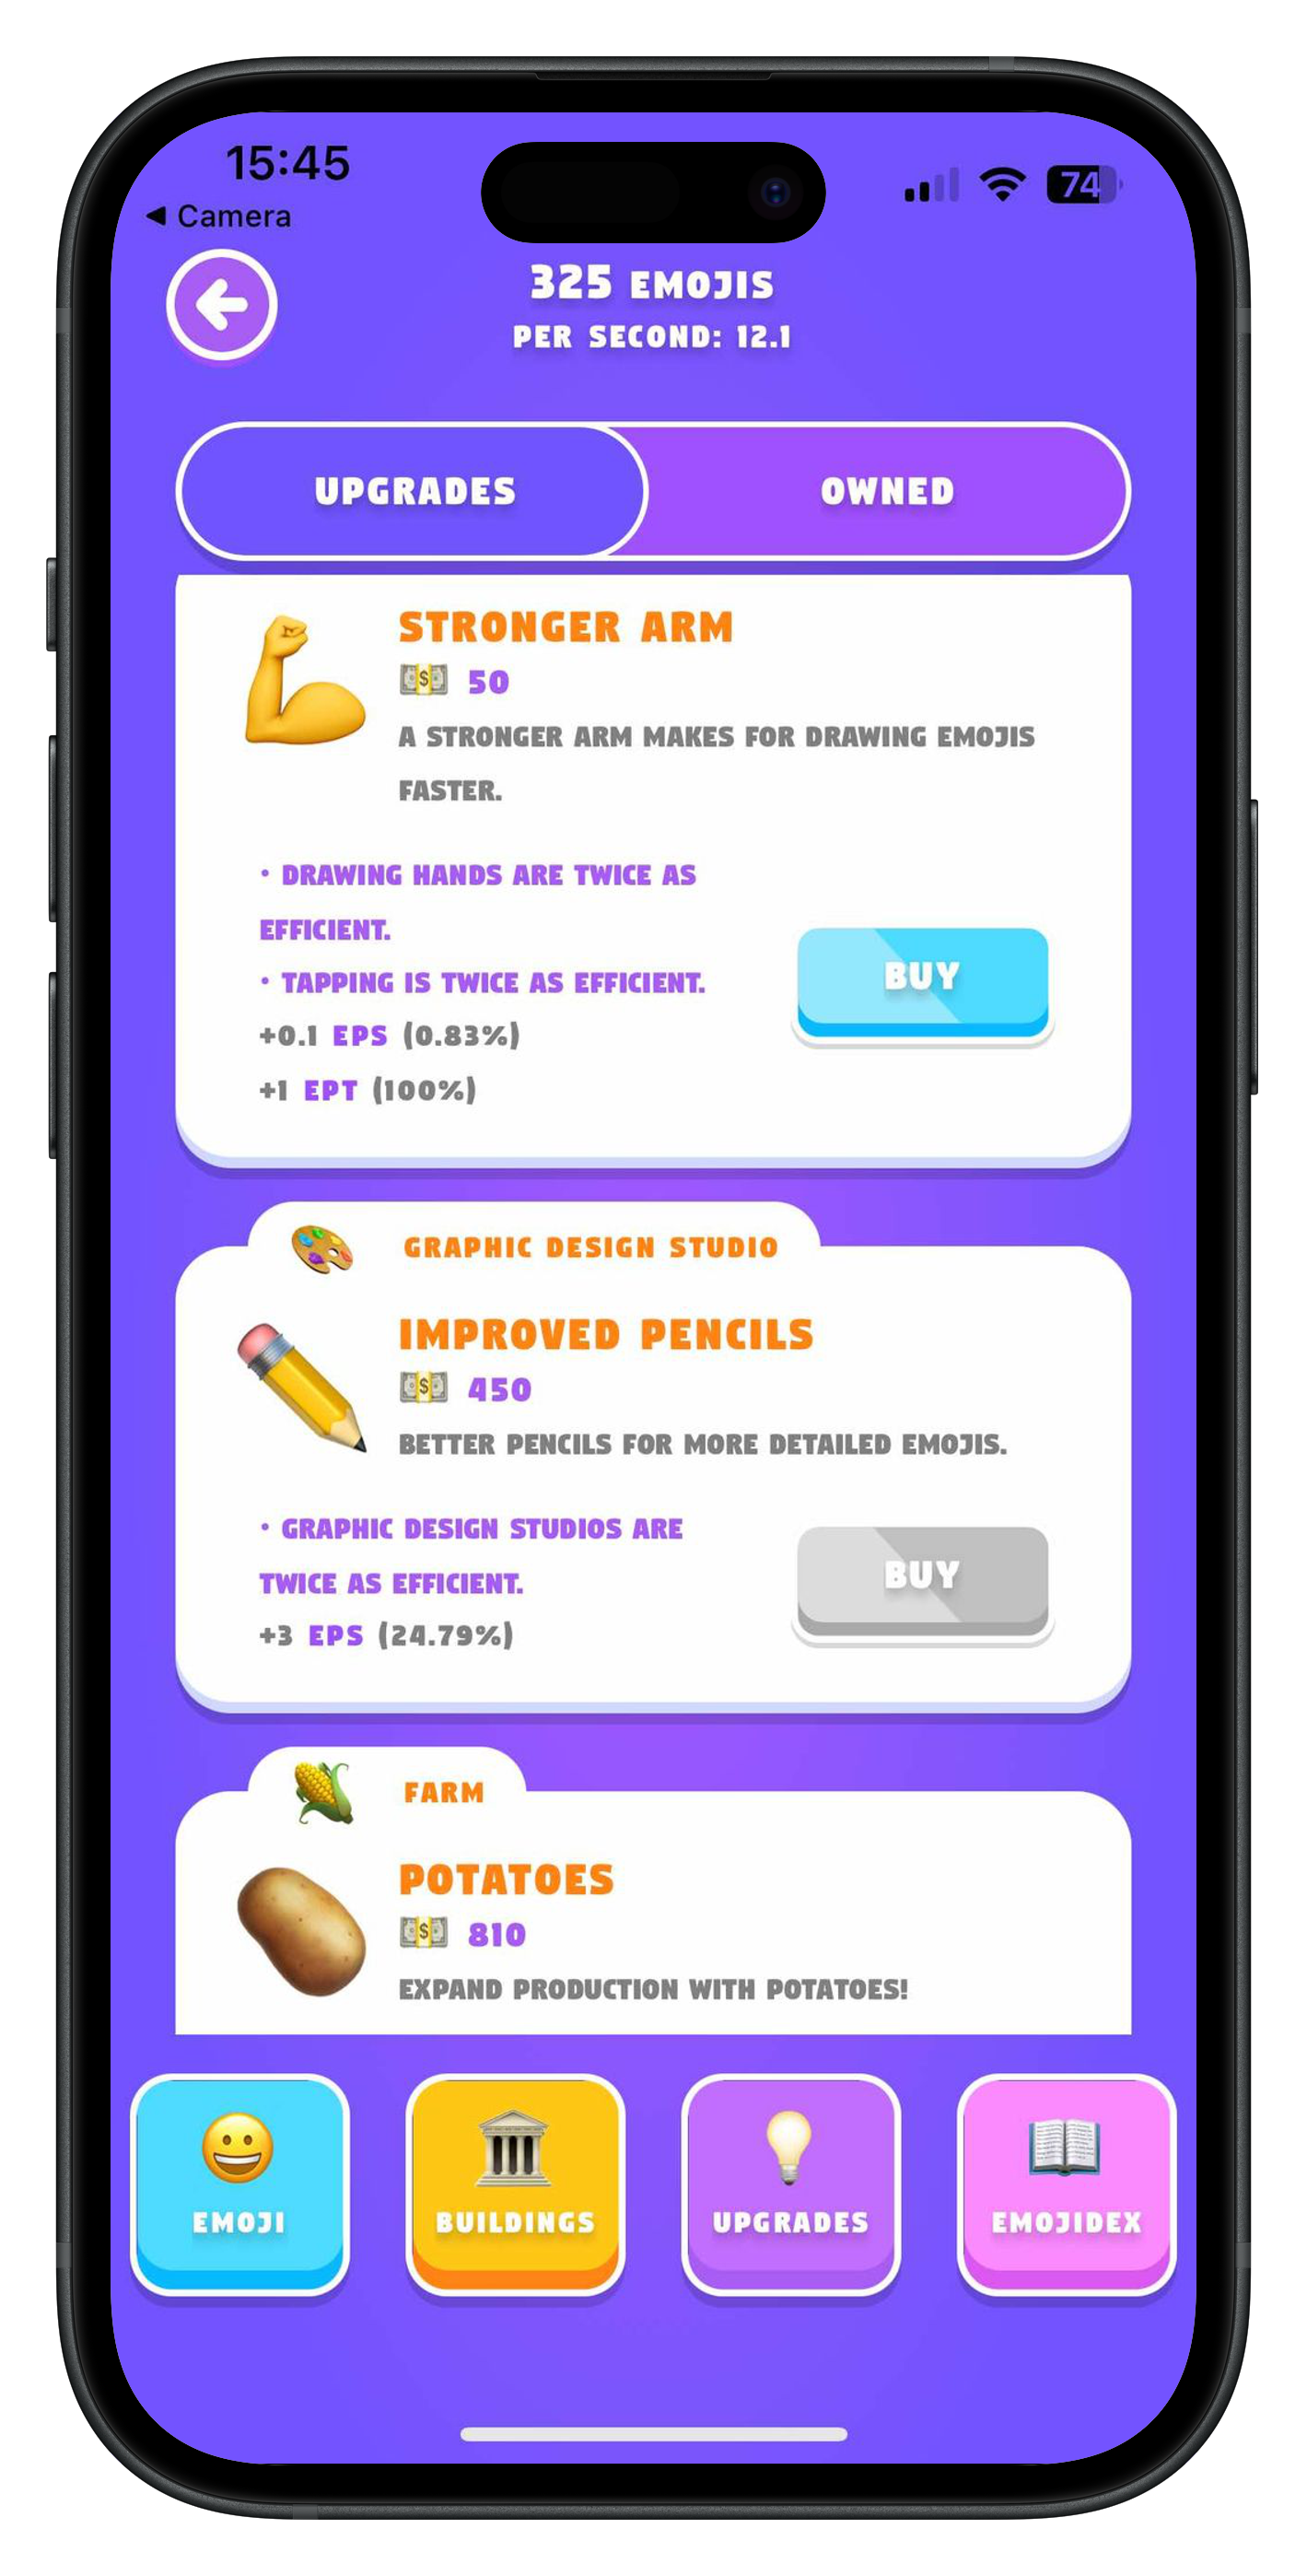 15:45
74
◀ Camera
325 EMOJIS
PER SECOND: 12.1
UPGRADES
OWNED
STRONGER ARM
50
A STRONGER ARM MAKES FOR DRAWING EMOJIS
FASTER.
• DRAWING HANDS ARE TWICE AS
EFFICIENT.
• TAPPING IS TWICE AS EFFICIENT.
+0.1 EPS (0.83%)
+1 EPT (100%)
BUY
GRAPHIC DESIGN STUDIO
IMPROVED PENCILS
450
BETTER PENCILS FOR MORE DETAILED EMOJIS.
• GRAPHIC DESIGN STUDIOS ARE
TWICE AS EFFICIENT.
+3 EPS (24.79%)
BUY
FARM
POTATOES
810
EXPAND PRODUCTION WITH POTATOES!
EMOJI
BUILDINGS
UPGRADES
EMOJIDEX